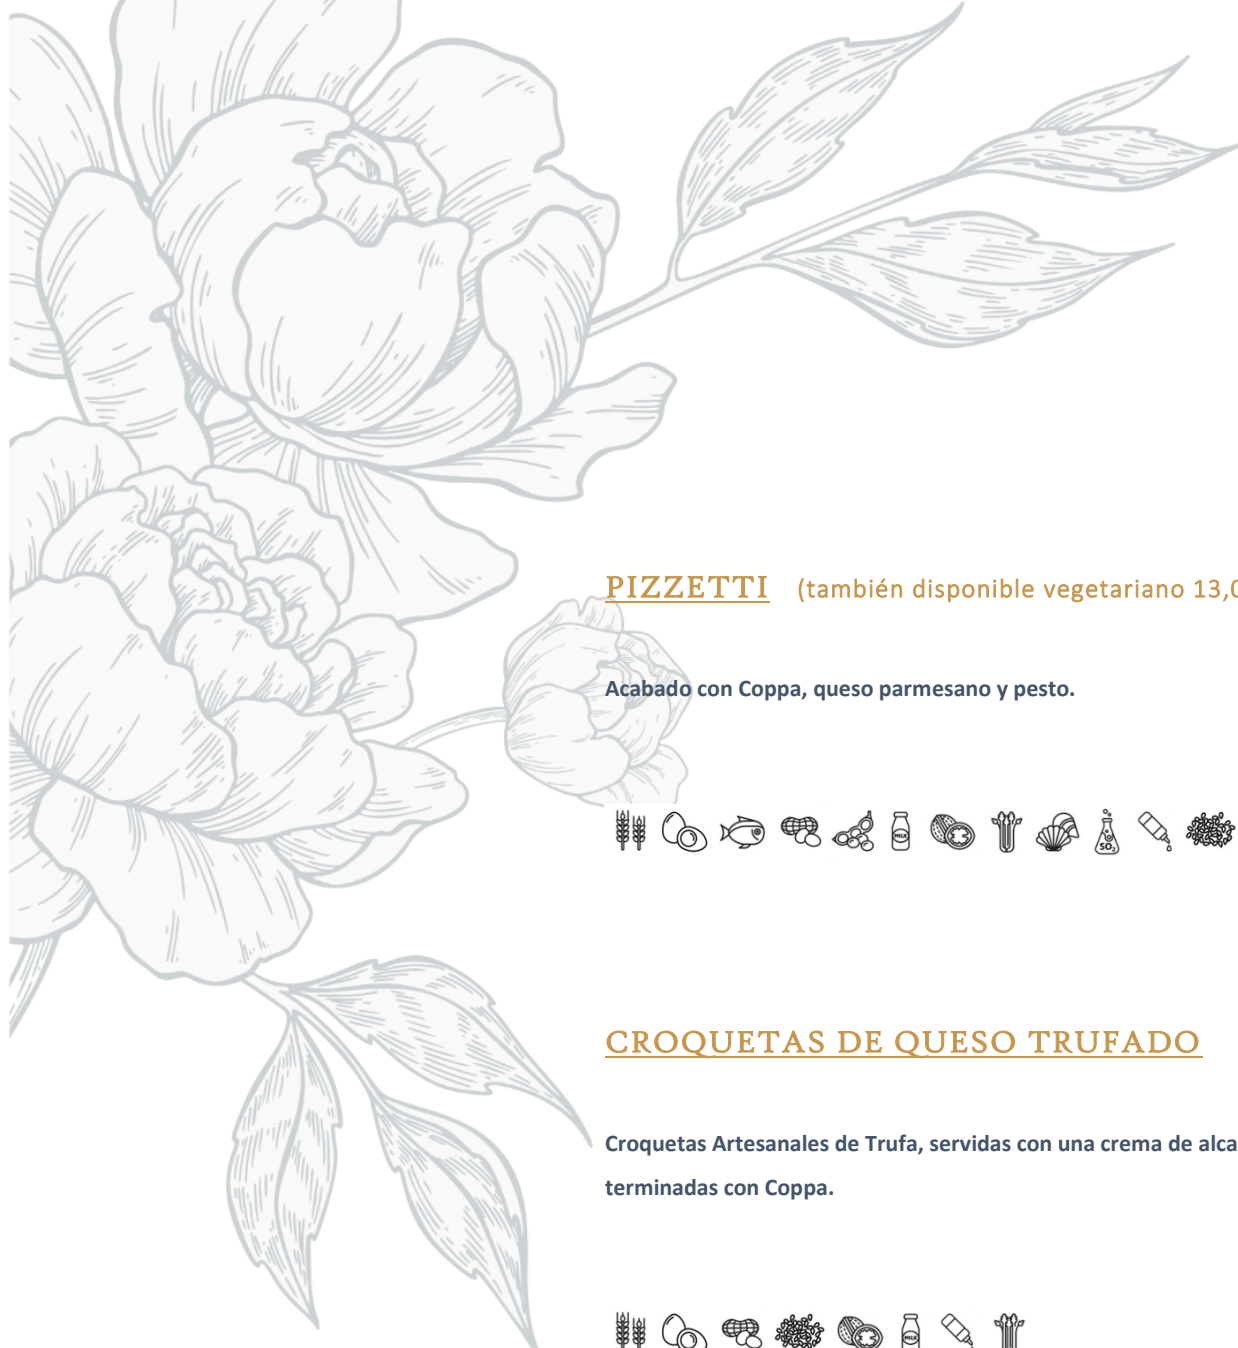 PIZZETTI (también disponible vegetariano 13,0
Acabado con Coppa, queso parmesano y pesto.
MILK
SO₂
CROQUETAS DE QUESO TRUFADO
Croquetas Artesanales de Trufa, servidas con una crema de alca
terminadas con Coppa.
MILK